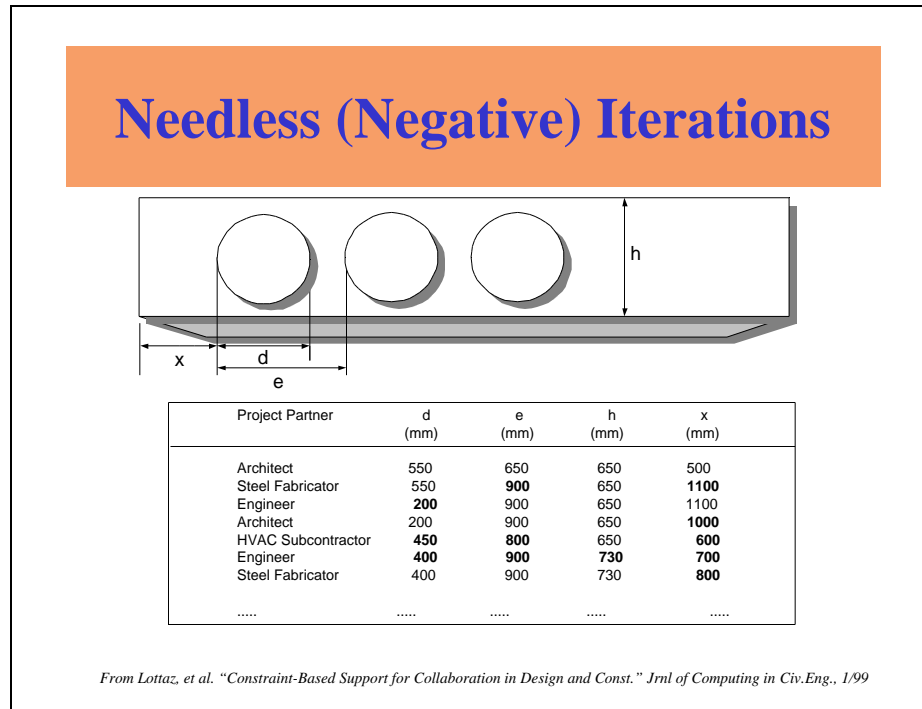 Needless (Negative) Iterations
h
x
d
e
Project Partner d e h x
(mm) (mm) (mm) (mm)
Architect 550 650 650 500
Steel Fabricator 550 900 650 1100
Engineer 200 900 650 1100
Architect 200 900 650 1000
HVAC Subcontractor 450 800 650 600
Engineer 400 900 730 700
Steel Fabricator 400 900 730 800
..... ..... ..... ..... .....
From Lottaz, et al. “Constraint-Based Support for Collaboration in Design and Const.” Jrnl of Computing in Civ.Eng., 1/99